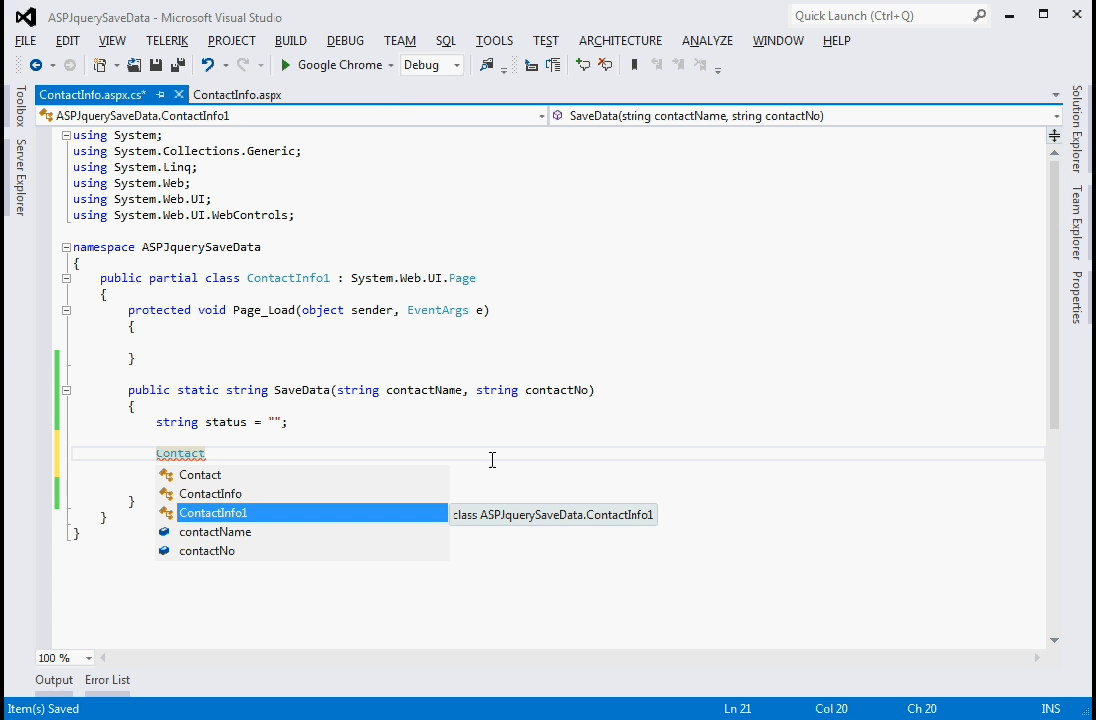 ASPJquerySaveData - Microsoft Visual Studio
Quick Launch (Ctrl+Q)
FILE EDIT VIEW TELERIK PROJECT BUILD DEBUG TEAM SQL TOOLS TEST ARCHITECTURE ANALYZE WINDOW HELP
Google Chrome Debug
ContactInfo.aspx.cs* ContactInfo.aspx
ASPJquerySaveData.ContactInfo1 SaveData(string contactName, string contactNo)
Toolbox
Server Explorer
using System;
using System.Collections.Generic;
using System.Linq;
using System.Web;
using System.Web.UI;
using System.Web.UI.WebControls;
namespace ASPJquerySaveData
{
public partial class ContactInfo1 : System.Web.UI.Page
{
protected void Page_Load(object sender, EventArgs e)
{
}
public static string SaveData(string contactName, string contactNo)
{
string status = "";
Contact
Contact
ContactInfo
ContactInfo1 class ASPJquerySaveData.ContactInfo1
contactName
contactNo
}
}
}
Solution Explorer
Team Explorer
Properties
100 %
Output Error List
Item(s) Saved Ln 21 Col 20 Ch 20 INS